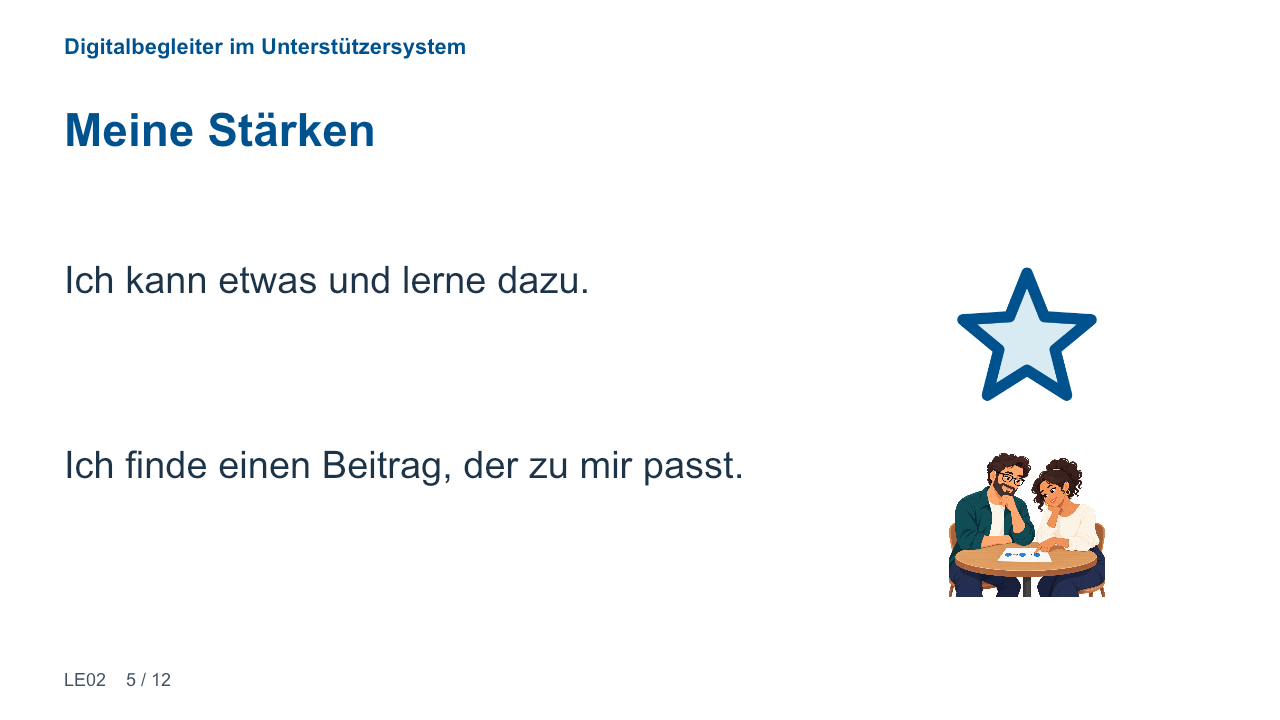 Digitalbegleiter im Unterstützersystem
Meine Stärken
Ich kann etwas und lerne dazu.
Ich finde einen Beitrag, der zu mir passt.
LE02 5 / 12